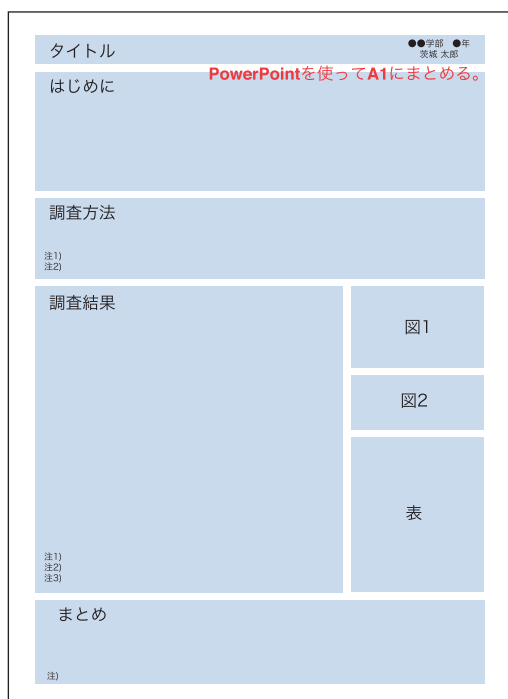 タイトル
●●学部　●年
茨城 太郎
PowerPointを使ってA1にまとめる。
はじめに
調査方法
注1)
注2)
調査結果
図1
図2
表
注1)
注2)
注3)
まとめ
注)